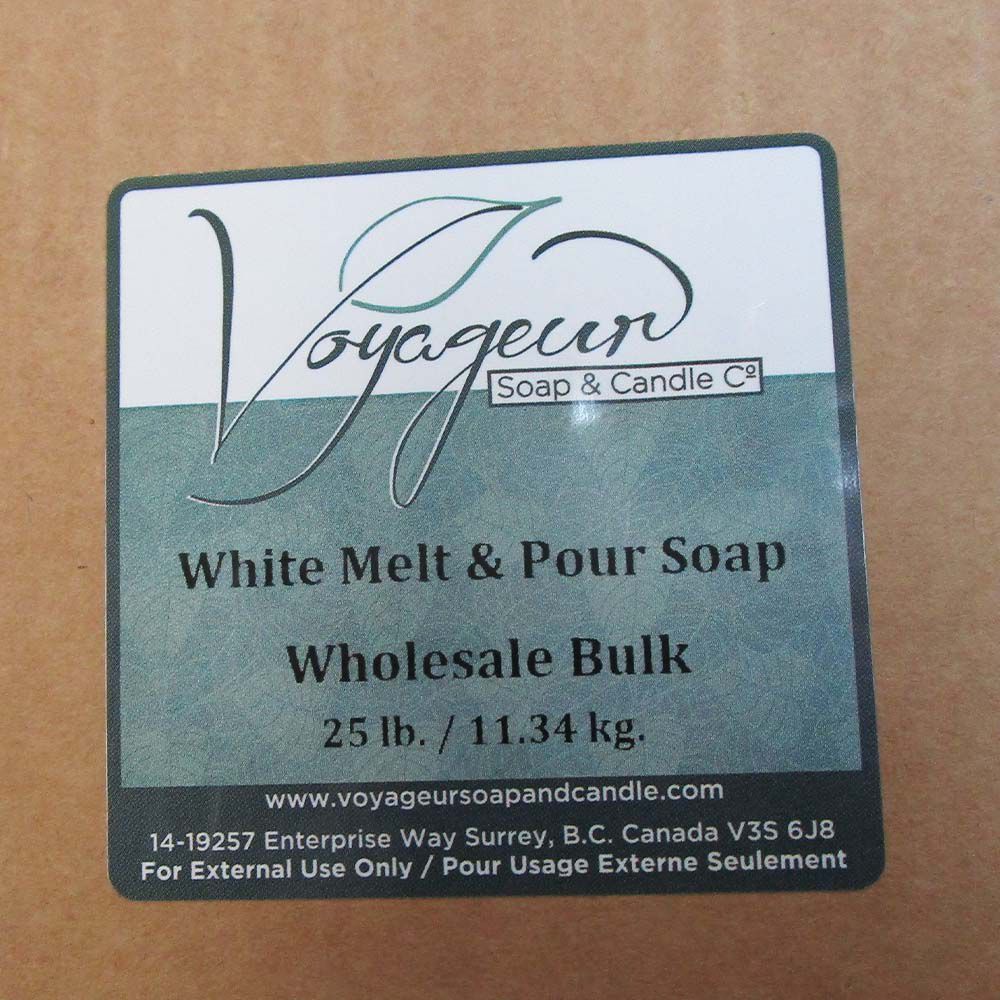 Voyageur
Soap & Candle Cº
White Melt & Pour Soap
Wholesale Bulk
25 lb. / 11.34 kg.
www.voyageursoapandcandle.com
14-19257 Enterprise Way Surrey, B.C. Canada V3S 6J8
For External Use Only / Pour Usage Externe Seulement